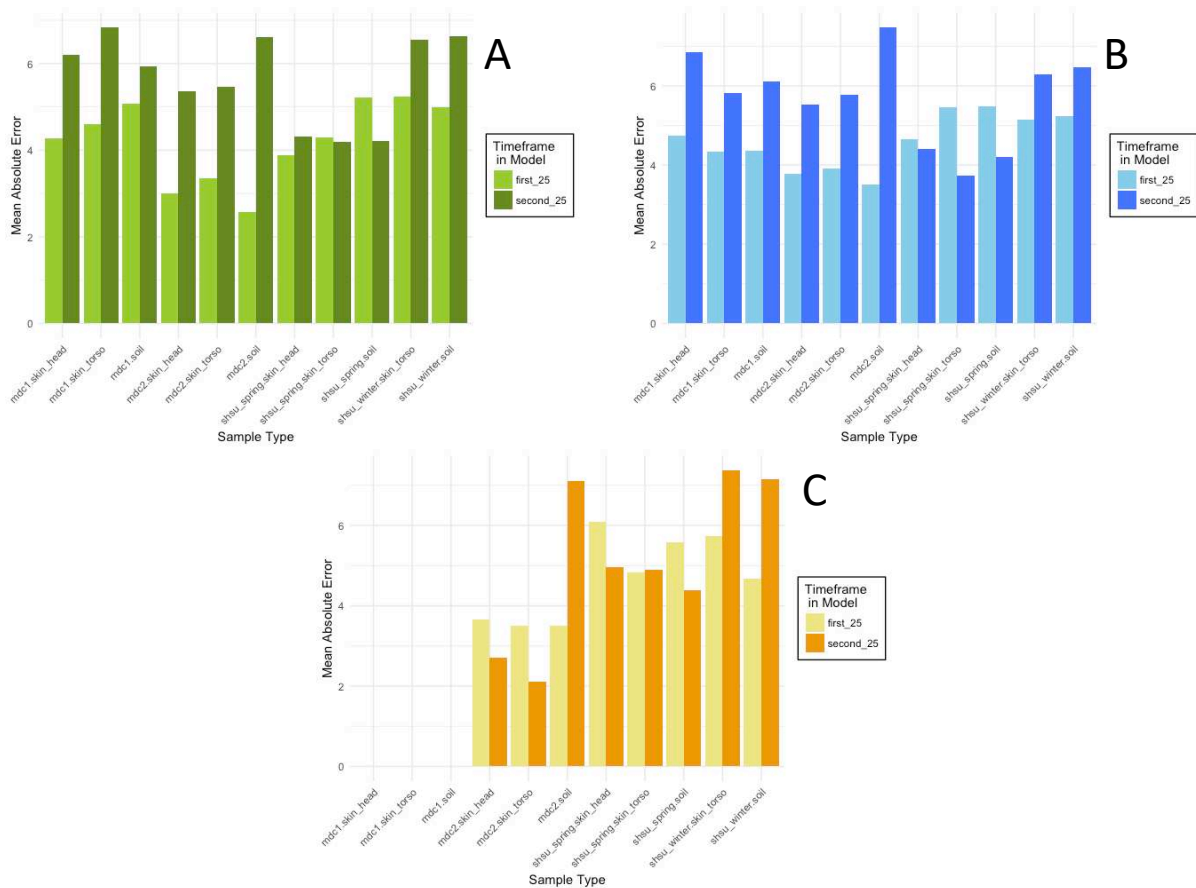 A
Mean Absolute Error
6
4
2
0
Timeframe
in Model
first_25
second_25
mdc1.skin_head
mdc1.skin_torso
mdc1.soil
mdc2.skin_head
mdc2.skin_torso
mdc2.soil
shsu_spring.skin_head
shsu_spring.skin_torso
shsu_spring.soil
shsu_winter.skin_torso
shsu_winter.soil
Sample Type
B
Mean Absolute Error
6
4
2
0
Timeframe
in Model
first_25
second_25
mdc1.skin_head
mdc1.skin_torso
mdc1.soil
mdc2.skin_head
mdc2.skin_torso
mdc2.soil
shsu_spring.skin_head
shsu_spring.skin_torso
shsu_spring.soil
shsu_winter.skin_torso
shsu_winter.soil
Sample Type
C
Mean Absolute Error
6
4
2
0
Timeframe
in Model
first_25
second_25
mdc1.skin_head
mdc1.skin_torso
mdc1.soil
mdc2.skin_head
mdc2.skin_torso
mdc2.soil
shsu_spring.skin_head
shsu_spring.skin_torso
shsu_spring.soil
shsu_winter.skin_torso
shsu_winter.soil
Sample Type